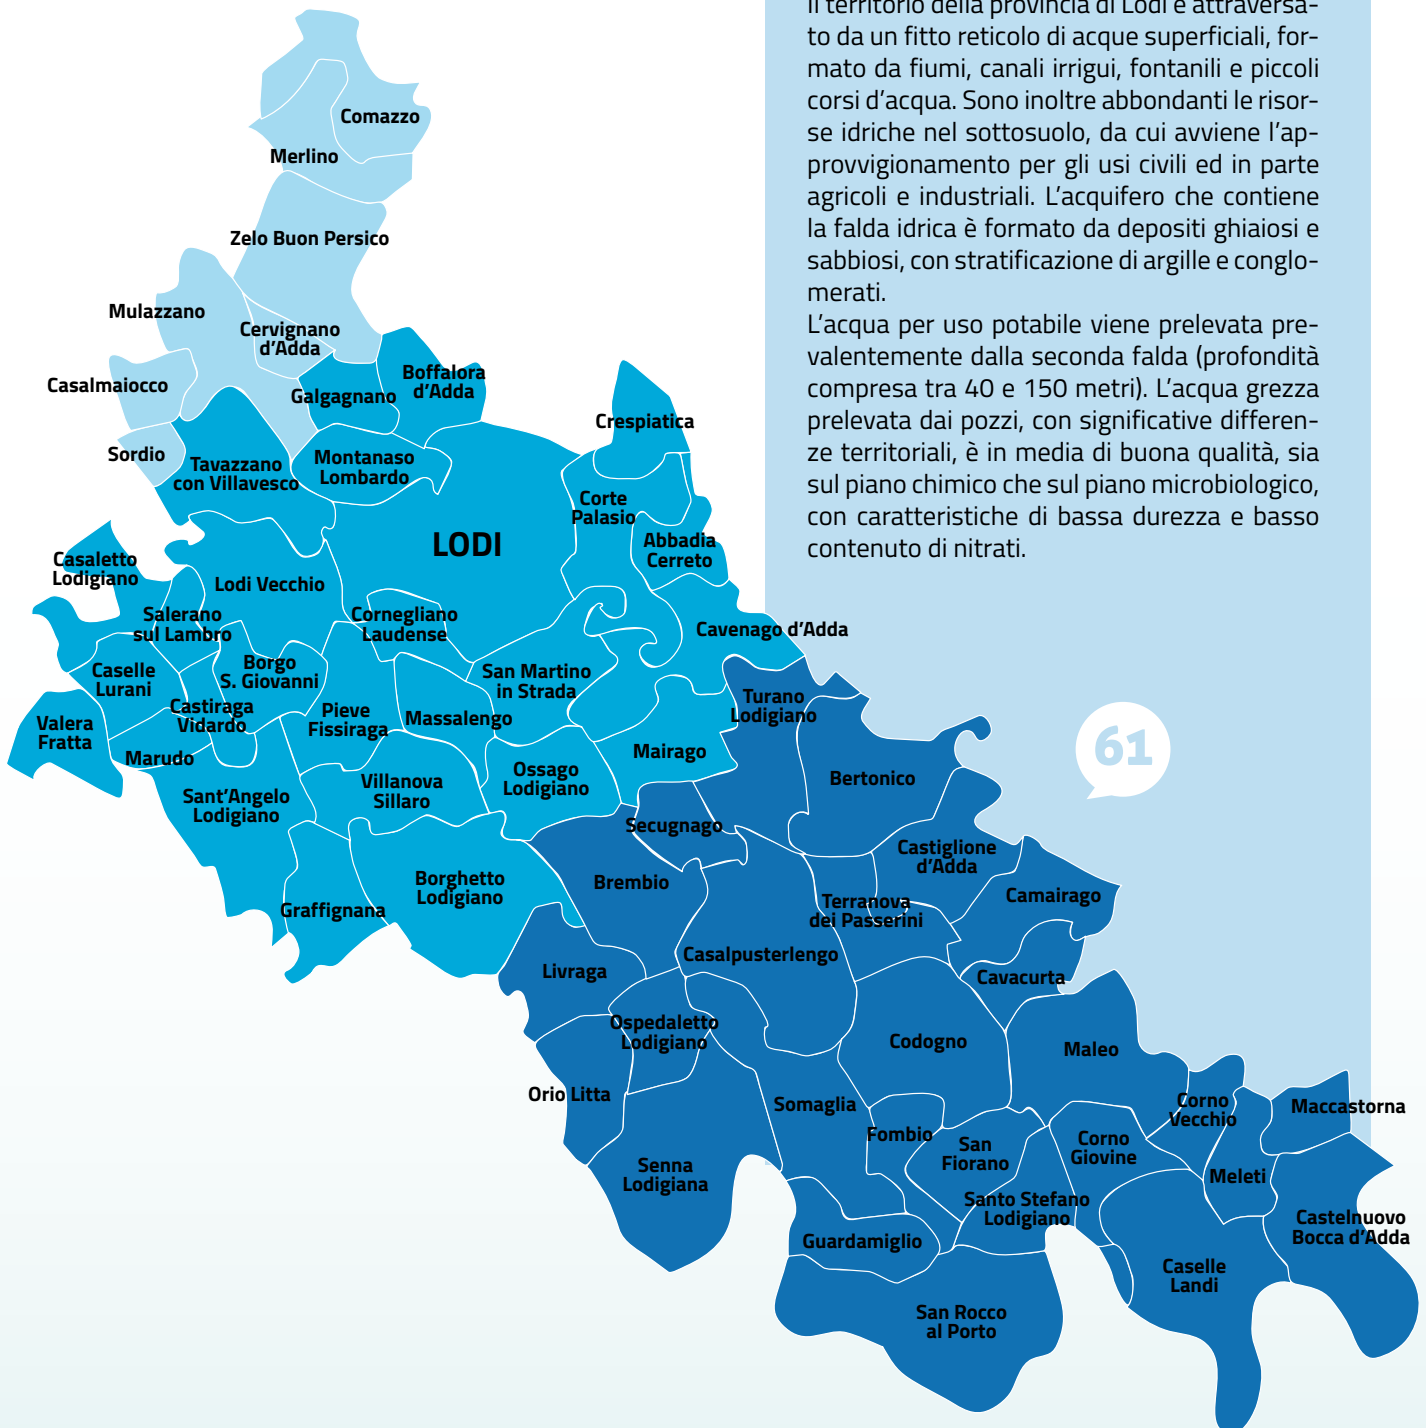 Il territorio della provincia di Lodi è attraversa-
to da un fitto reticolo di acque superficiali, for-
mato da fiumi, canali irrigui, fontanili e piccoli
corsi d'acqua. Sono inoltre abbondanti le risor-
se idriche nel sottosuolo, da cui avviene l'ap-
provvigionamento per gli usi civili ed in parte
agricoli e industriali. L'acquifero che contiene
la falda idrica è formato da depositi ghiaiosi e
sabbiosi, con stratificazione di argille e conglo-
merati.
L'acqua per uso potabile viene prelevata pre-
valentemente dalla seconda falda (profondità
compresa tra 40 e 150 metri). L'acqua grezza
prelevata dai pozzi, con significative differen-
ze territoriali, è in media di buona qualità, sia
sul piano chimico che sul piano microbiologico,
con caratteristiche di bassa durezza e basso
contenuto di nitrati.
Comazzo
Merlino
Zelo Buon Persico
Mulazzano
Cervignano
d'Adda
Casalmaiocco
Galgagnano
Boffalora
d'Adda
Crespiatica
Sordio
Tavazzano
con Villavesco
Montanaso
Lombardo
Corte
Palasio
LODI
Abbadia
Cerreto
Casaletto
Lodigiano
Lodi Vecchio
Salerano
sul Lambro
Cornegliano
Laudense
Cavenago d'Adda
Caselle
Lurani
Borgo
S. Giovanni
San Martino
in Strada
Turano
Lodigiano
Castiraga
Vidardo
Pieve
Fissiraga
Massalengo
Valera
Fratta
Marudo
Mairago
61
Ossago
Lodigiano
Bertonico
Villanova
Sillaro
Sant'Angelo
Lodigiano
Secugnago
Castiglione
d'Adda
Brembio
Borghetto
Lodigiano
Camairago
Graffignana
Terranova
dei Passerini
Casalpusterlengo
Livraga
Cavacurta
Ospedaletto
Lodigiano
Codogno
Maleo
Orio Litta
Somaglia
Corno
Vecchio
Maccastorna
Fombio
San
Fiorano
Corno
Giovine
Senna
Lodigiana
Meleti
Santo Stefano
Lodigiano
Castelnuovo
Bocca d'Adda
Guardamiglio
Caselle
Landi
San Rocco
al Porto